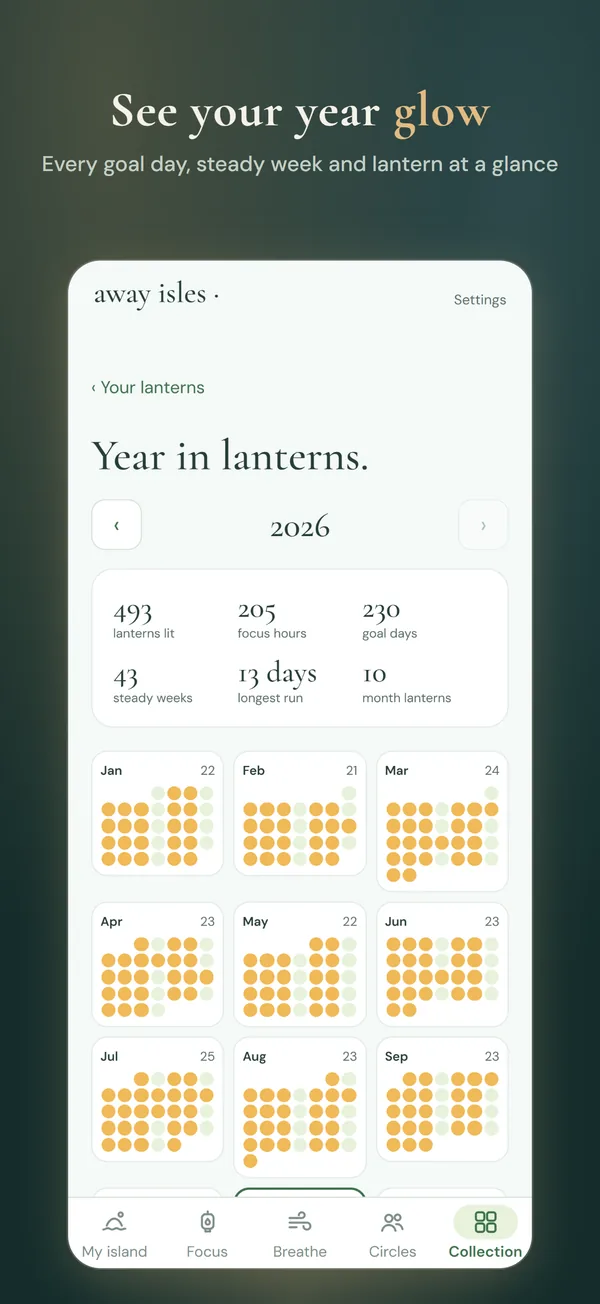 See your year glow
Every goal day, steady week and lantern at a glance
away isles ·
Settings
‹ Your lanterns
Year in lanterns.
‹ 2026 ›
493 205 230
lanterns lit focus hours goal days
43 13 days 10
steady weeks longest run month lanterns
Jan 22 Feb 21 Mar 24
Apr 23 May 22 Jun 23
Jul 25 Aug 23 Sep 23
My island Focus Breathe Circles Collection